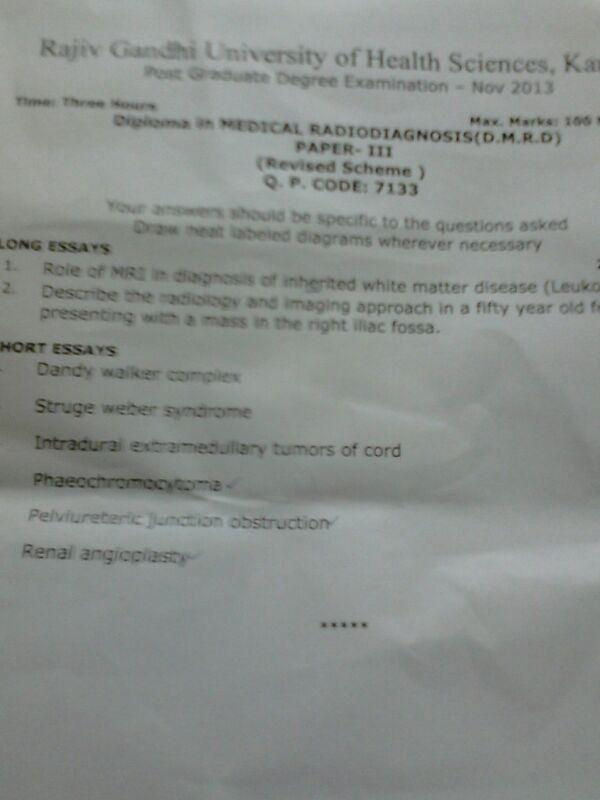 Rajiv Gandhi University of Health Sciences, Ka
Post Graduate Degree Examination – Nov 2013
Time: Three Hours
Max. Marks: 100 M
Diploma in MEDICAL RADIODIAGNOSIS(D.M.R.D)
PAPER- III
(Revised Scheme )
Q. P. CODE: 7133
Your answers should be specific to the questions asked
Draw neat labeled diagrams wherever necessary
LONG ESSAYS
1. Role of MRI in diagnosis of inherited white matter disease (Leuko
2. Describe the radiology and imaging approach in a fifty year old fe
presenting with a mass in the right iliac fossa.
HORT ESSAYS
Dandy walker complex
Struge weber syndrome
Intradural extramedullary tumors of cord
Phaeochromocytoma ✓
Pelviureteric junction obstruction ✓
Renal angioplasty ✓
*****